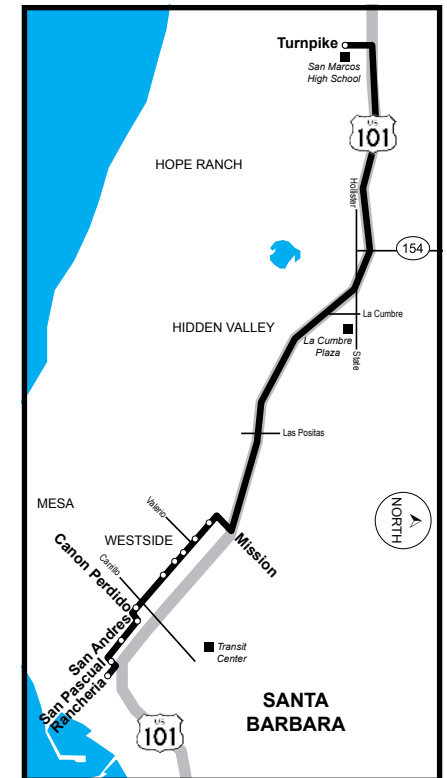 Turnpike
San Marcos
High School
US
101
HOPE RANCH
Hollister
154
La Cumbre
HIDDEN VALLEY
La Cumbre
Plaza
State
Las Positas
NORTH
MESA
Valerio
WESTSIDE
Mission
Carrillo
Canon Perdido
San Andres
San Pascual
Rancheria
Transit
Center
SANTA
BARBARA
US
101